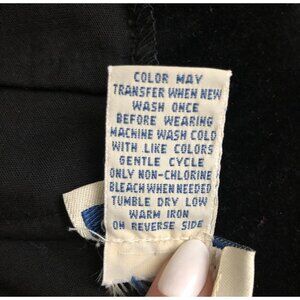 COLOR MAY
TRANSFER WHEN NEW
WASH ONCE
BEFORE WEARING
MACHINE WASH COLD
WITH LIKE COLORS
GENTLE CYCLE
ONLY NON-CHLORINE
BLEACH WHEN NEEDED
TUMBLE DRY LOW
WARM IRON
ON REVERSE SIDE